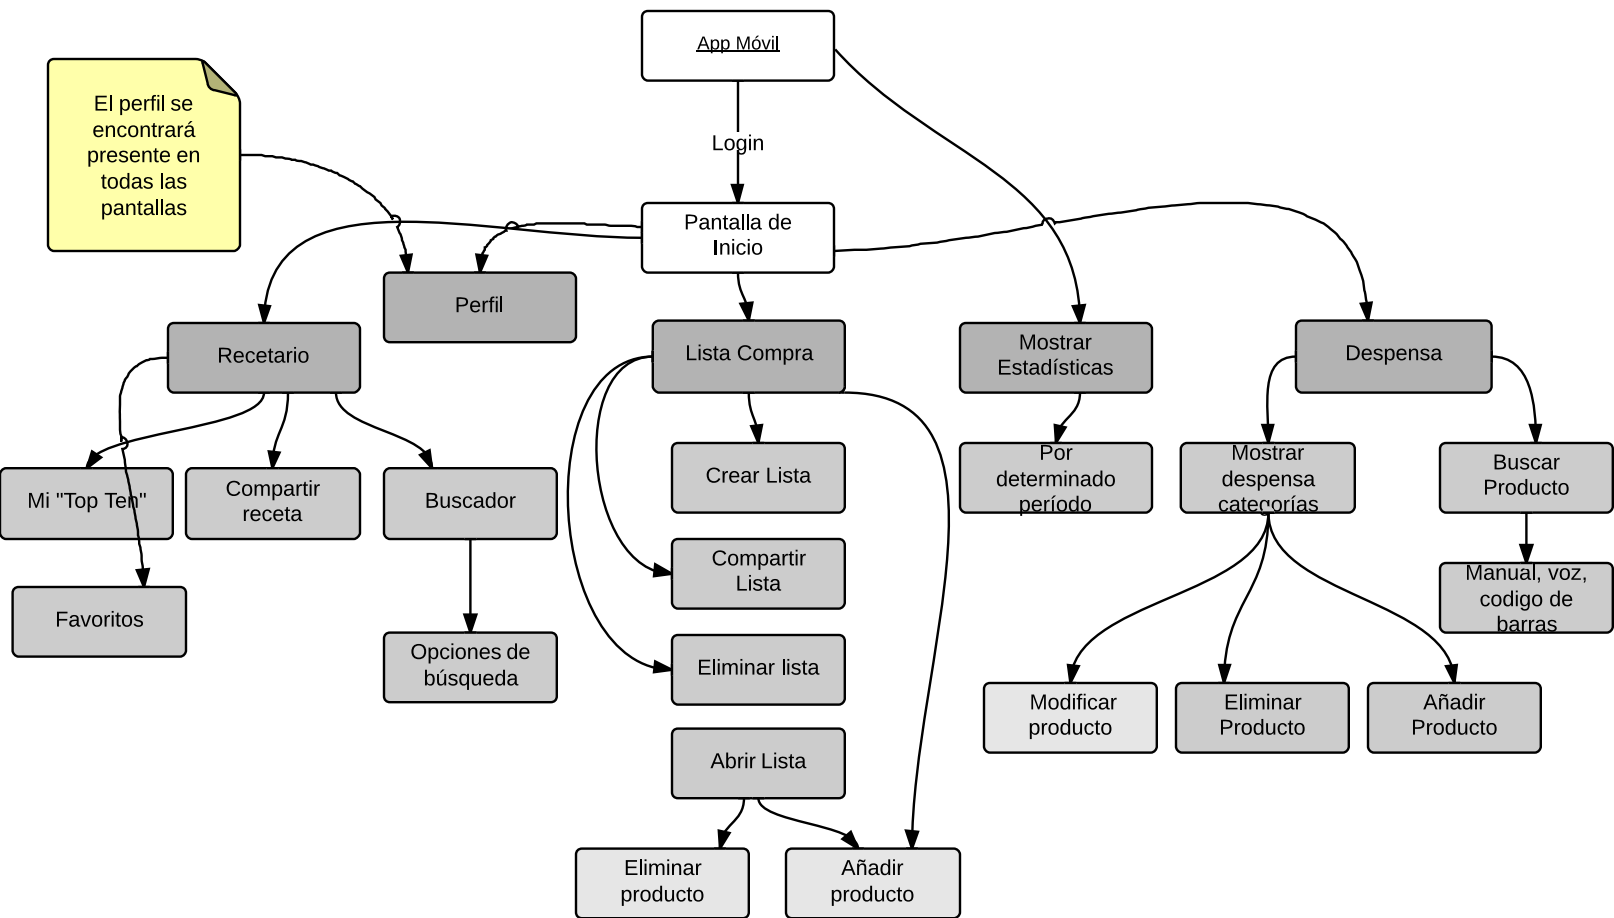 App Móvil
El perfil se
encontrará
presente en
todas las
pantallas
Login
Pantalla de
Inicio
Perfil
Recetario
Lista Compra
Mostrar
Estadísticas
Despensa
Mi "Top Ten"
Compartir
receta
Buscador
Crear Lista
Por
determinado
período
Mostrar
despensa
categorías
Buscar
Producto
Compartir
Lista
Manual, voz,
codigo de
barras
Favoritos
Opciones de
búsqueda
Eliminar lista
Modificar
producto
Eliminar
Producto
Añadir
Producto
Abrir Lista
Eliminar
producto
Añadir
producto